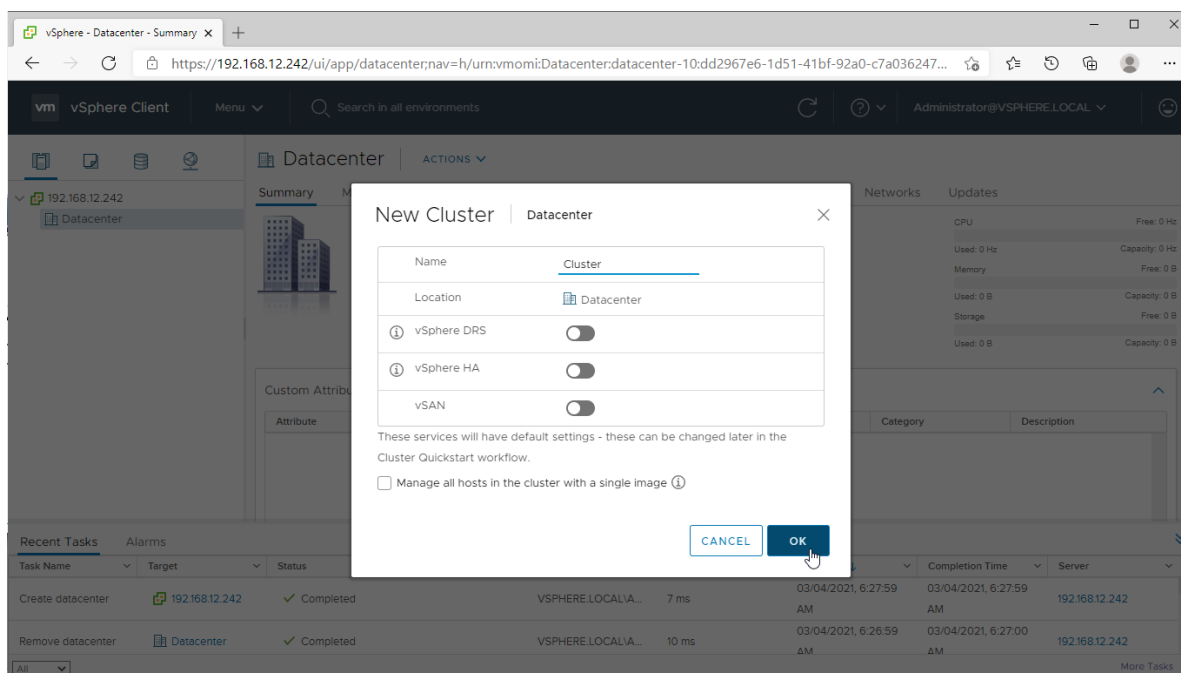 vSphere - Datacenter - Summary
https://192.168.12.242/ui/app/datacenter;nav=h/urn:vmomi:Datacenter:datacenter-10:dd2967e6-1d51-41bf-92a0-c7a036247...
vm vSphere Client Menu Search in all environments Administrator@VSPHERE.LOCAL
Datacenter ACTIONS
192.168.12.242
Datacenter
Summary M Networks Updates
CPU Free: 0 Hz
Used: 0 Hz Capacity: 0 Hz
Memory Free: 0 B
Used: 0 B Capacity: 0 B
Storage Free: 0 B
Used: 0 B Capacity: 0 B
New Cluster Datacenter
Name Cluster
Location Datacenter
vSphere DRS
vSphere HA
vSAN
These services will have default settings - these can be changed later in the
Cluster Quickstart workflow.
Manage all hosts in the cluster with a single image
CANCEL OK
Custom Attribu
Attribute Category Description
Recent Tasks Alarms
Task Name Target Status Completion Time Server
Create datacenter 192.168.12.242 Completed VSPHERE.LOCAL\A... 7 ms 03/04/2021, 6:27:59 AM 03/04/2021, 6:27:59 AM 192.168.12.242
Remove datacenter Datacenter Completed VSPHERE.LOCAL\A... 10 ms 03/04/2021, 6:26:59 AM 03/04/2021, 6:27:00 AM 192.168.12.242
All More Tasks